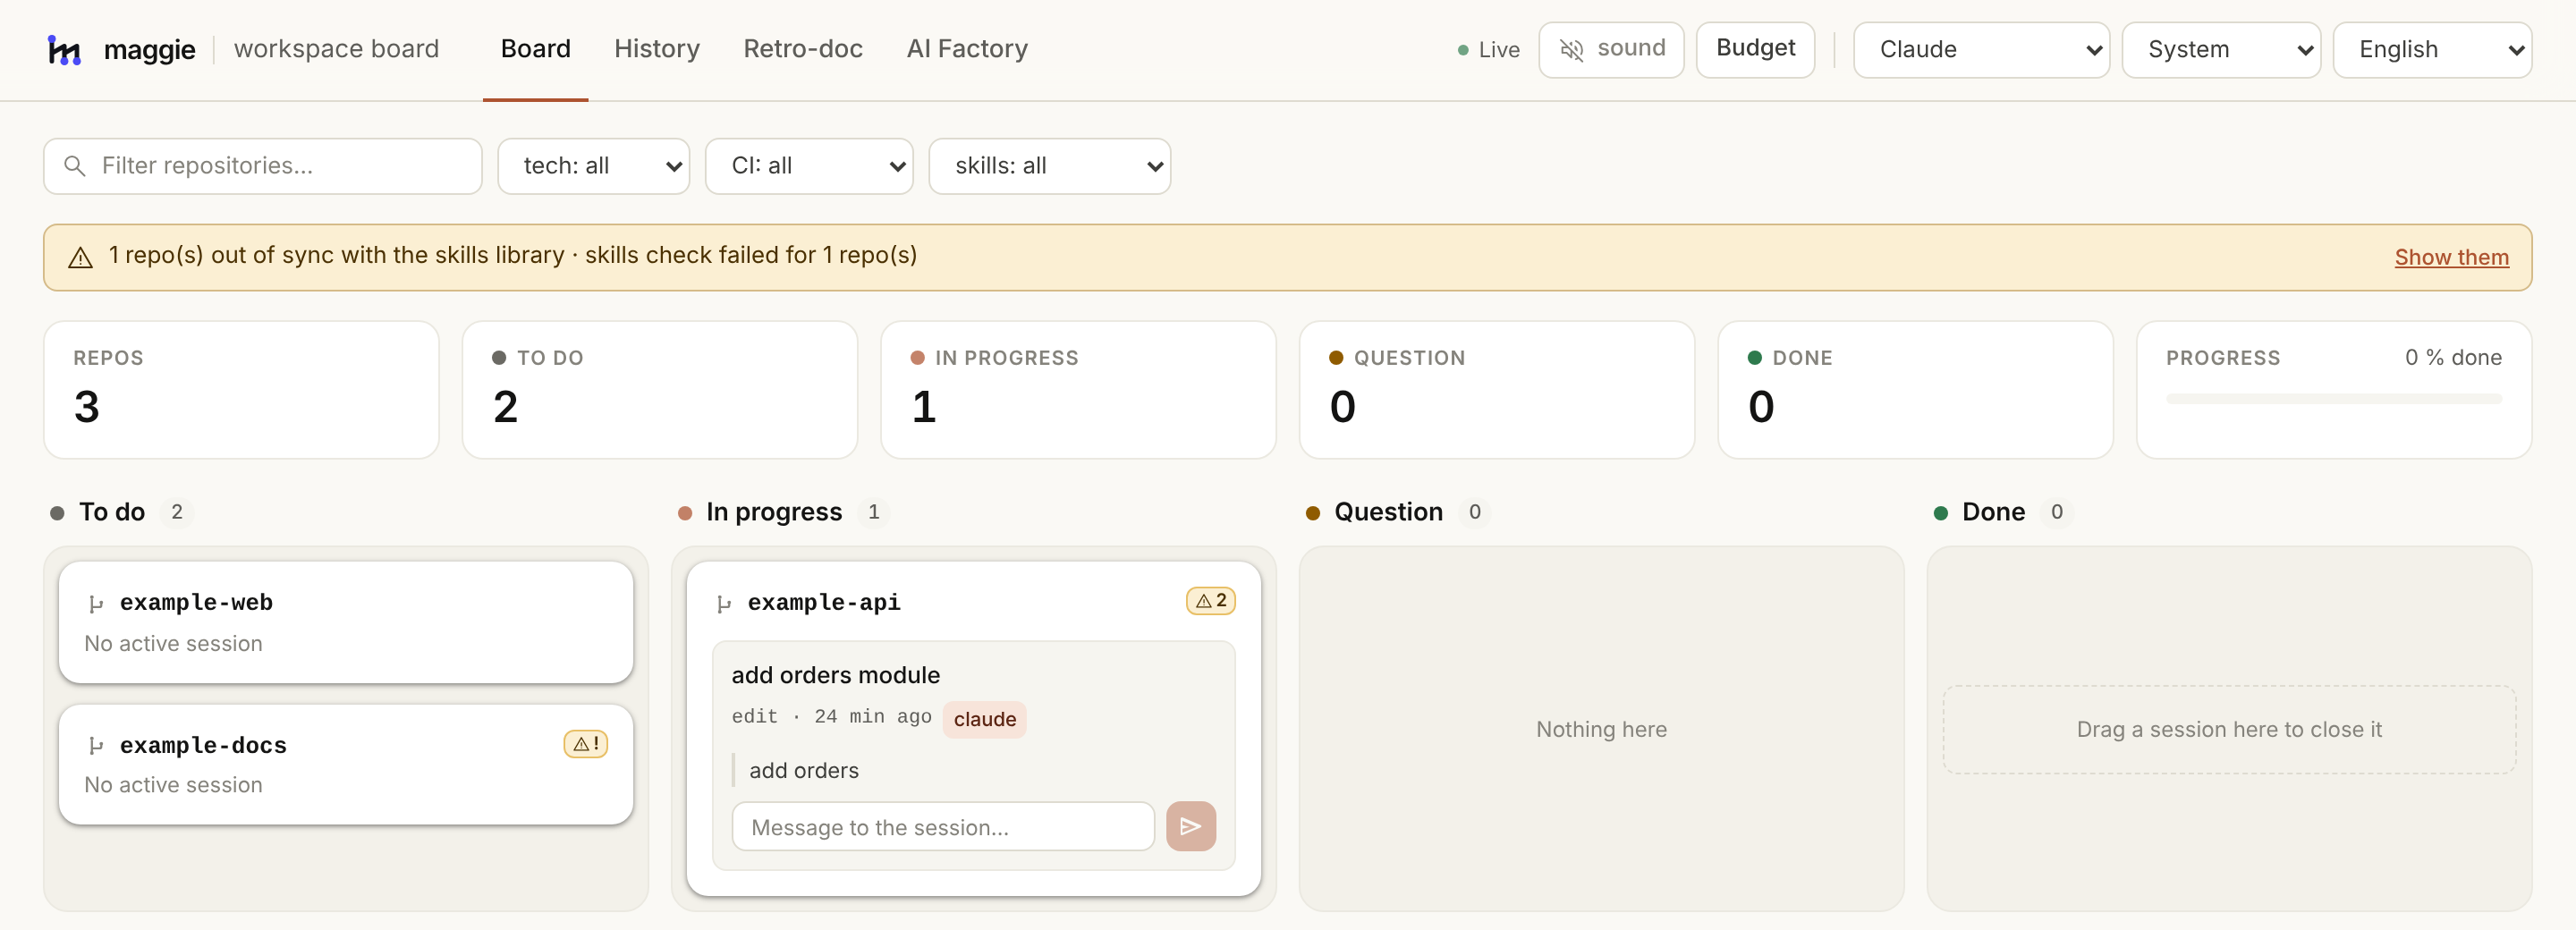 maggie workspace board Board History Retro-doc AI Factory Live sound Budget Claude System English
Filter repositories... tech: all CI: all skills: all
1 repo(s) out of sync with the skills library · skills check failed for 1 repo(s) Show them
REPOS TO DO IN PROGRESS QUESTION DONE PROGRESS 0 % done
3 2 1 0 0
To do 2 In progress 1 Question 0 Done 0
example-web
No active session
example-docs !
No active session
example-api 2
add orders module
edit · 24 min ago claude
add orders
Message to the session...
Nothing here
Drag a session here to close it